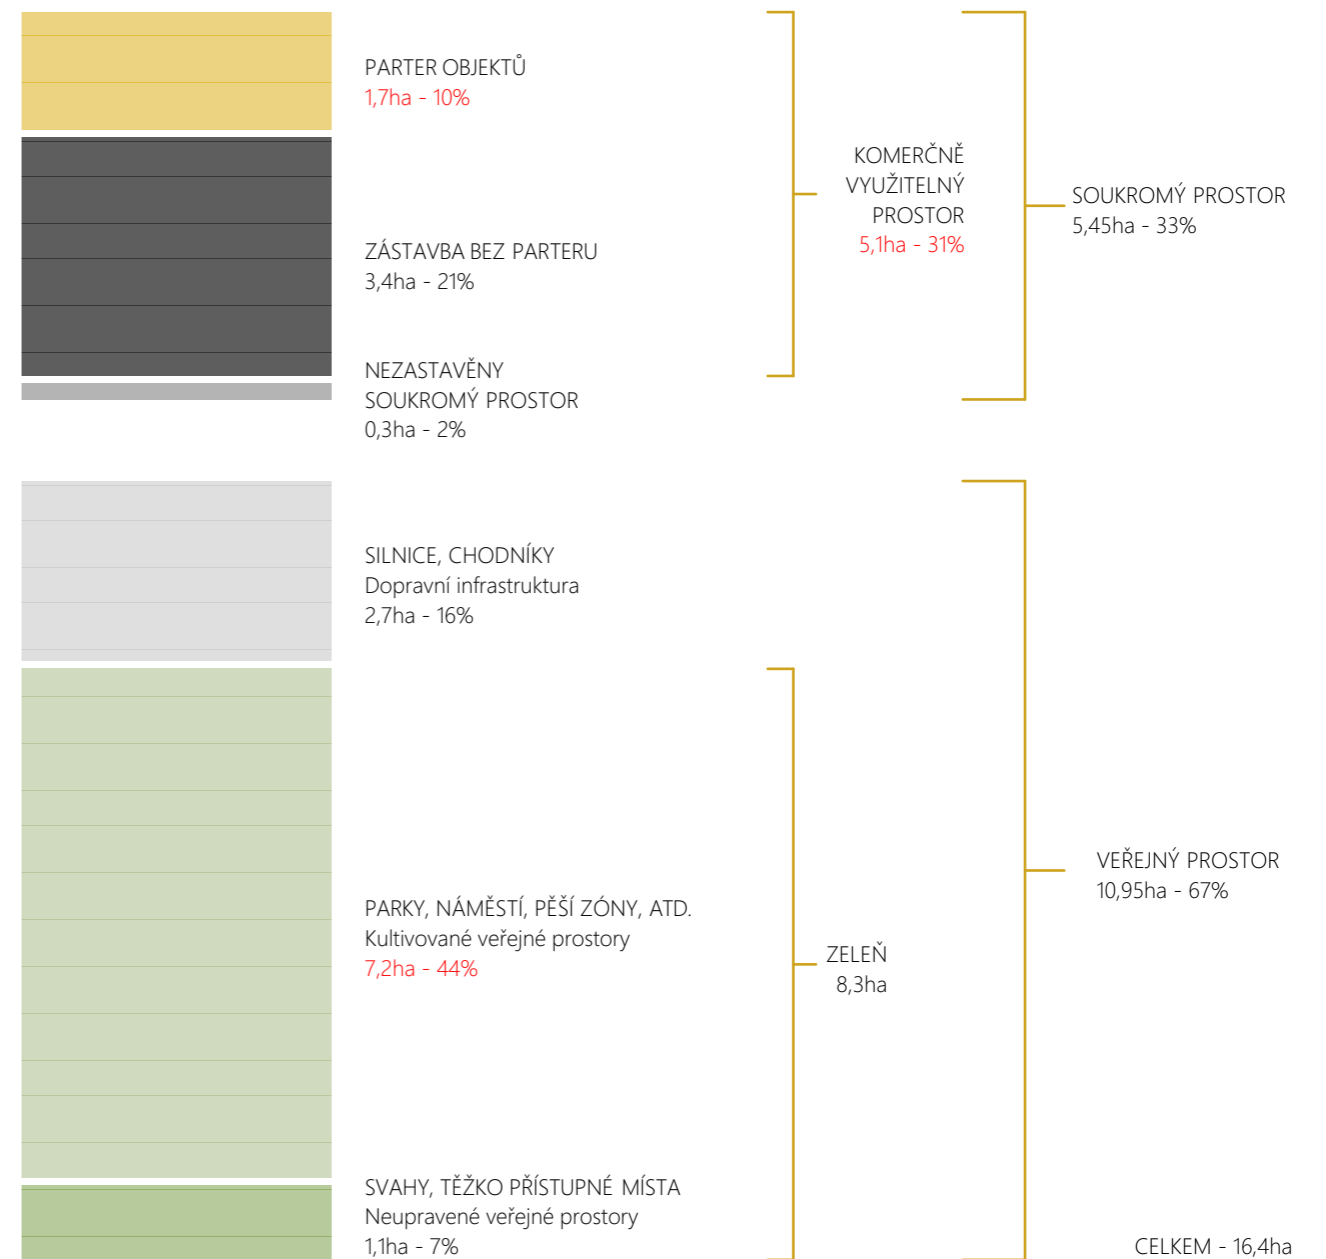 PARTER OBJEKTŮ
1,7ha - 10%
KOMERČNĚ
VYUŽITELNÝ
PROSTOR
5,1ha - 31%
SOUKROMÝ PROSTOR
5,45ha - 33%
ZÁSTAVBA BEZ PARTERU
3,4ha - 21%
NEZASTAVĚNY
SOUKROMÝ PROSTOR
0,3ha - 2%
SILNICE, CHODNÍKY
Dopravní infrastruktura
2,7ha - 16%
PARKY, NÁMĚSTÍ, PĚŠÍ ZÓNY, ATD.
Kultivované veřejné prostory
7,2ha - 44%
ZELEŇ
8,3ha
VEŘEJNÝ PROSTOR
10,95ha - 67%
SVAHY, TĚŽKO PŘÍSTUPNÉ MÍSTA
Neupravené veřejné prostory
1,1ha - 7%
CELKEM - 16,4ha